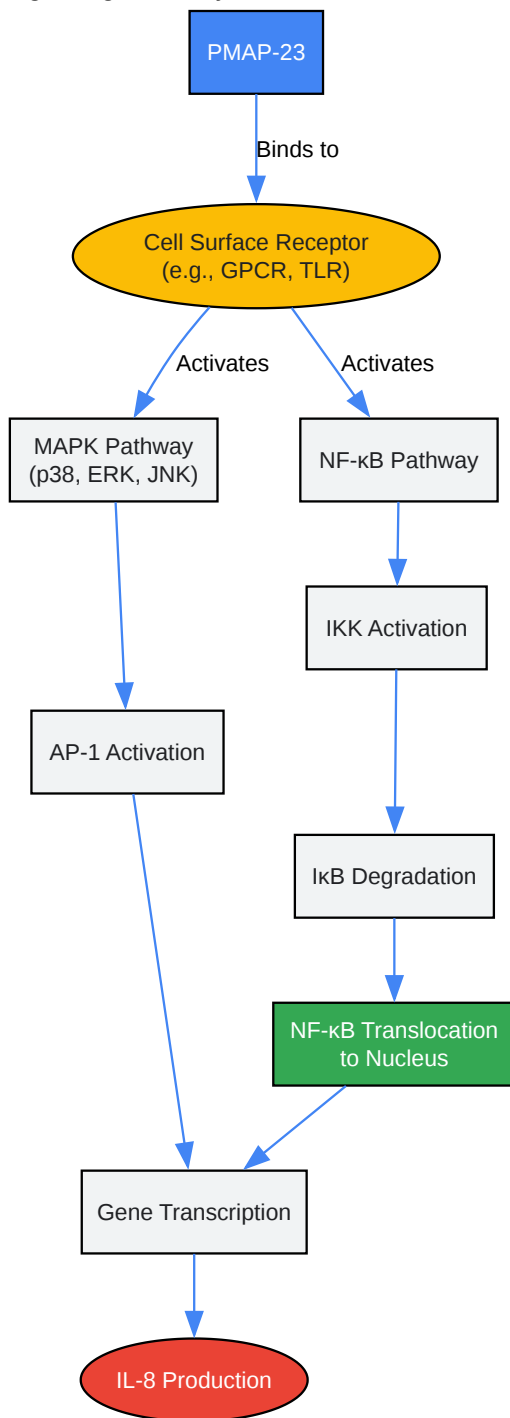 PMAP-23
Binds to
Cell Surface Receptor
(e.g., GPCR, TLR)
Activates
Activates
MAPK Pathway
(p38, ERK, JNK)
NF-κB Pathway
IKK Activation
AP-1 Activation
IκB Degradation
NF-κB Translocation
to Nucleus
Gene Transcription
IL-8 Production